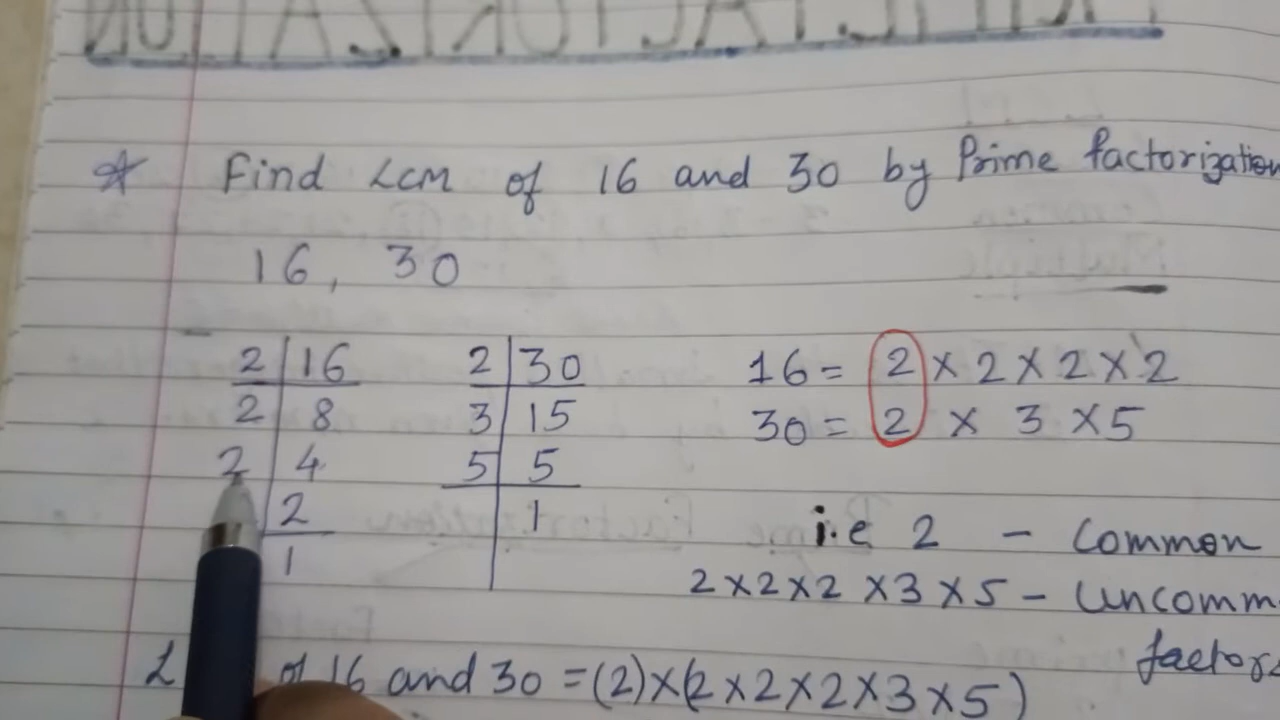 ☆ Find LCM of 16 and 30 by Prime factorization
16, 30
2 | 16
2 | 8
2 | 4
2
1
2 | 30
3 | 15
5 | 5
1
16 = 2 × 2 × 2 × 2
30 = 2 × 3 × 5
i.e 2 - Common
2 × 2 × 2 × 3 × 5 - Uncomm
factors
L of 16 and 30 = (2) × (2 × 2 × 2 × 3 × 5)